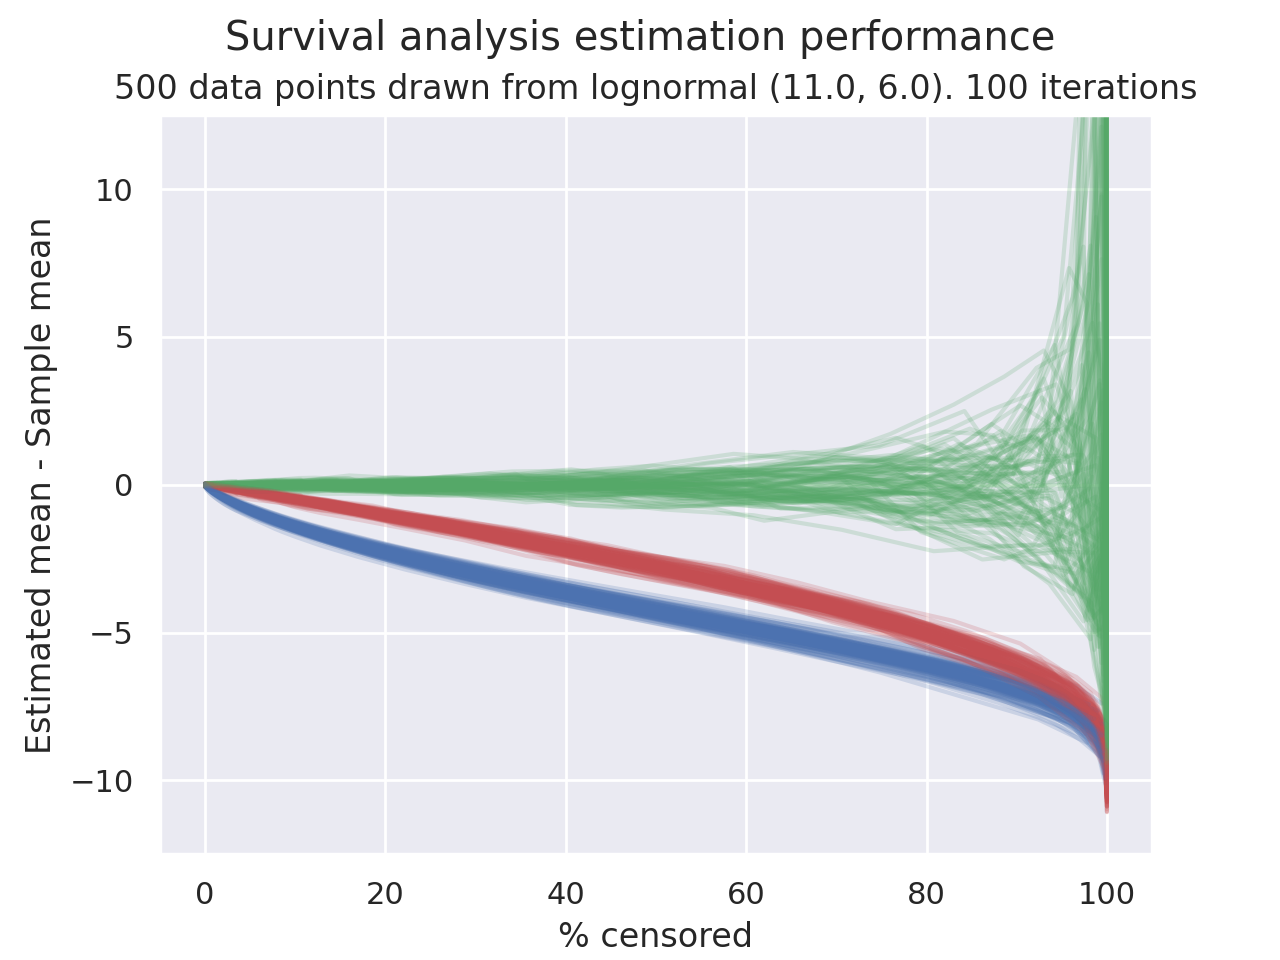 Survival analysis estimation performance
500 data points drawn from lognormal (11.0, 6.0). 100 iterations
Estimated mean - Sample mean
10
5
0
−5
−10
0 20 40 60 80 100
% censored